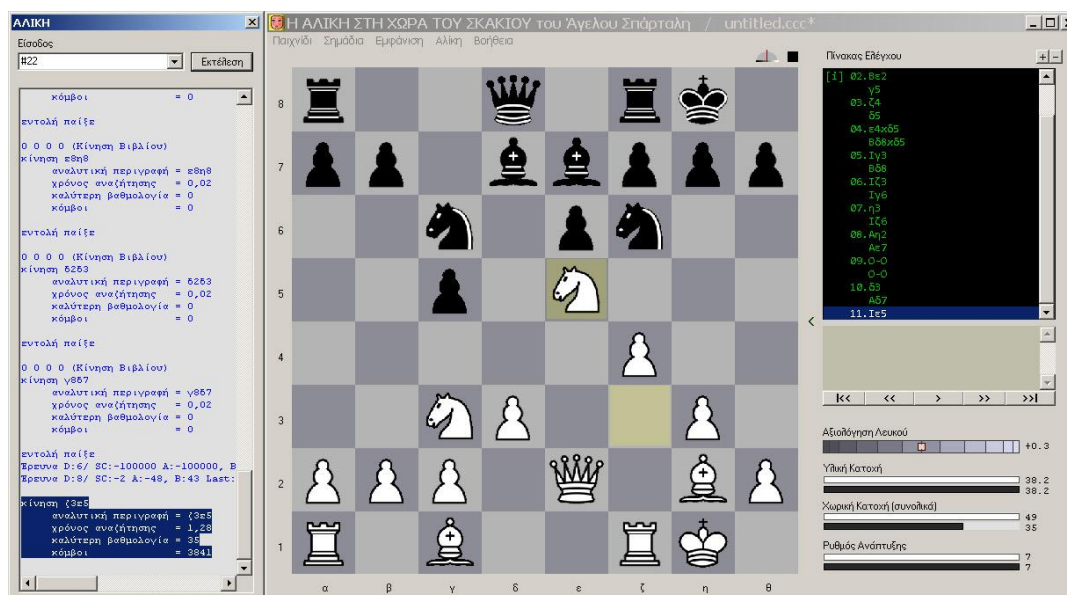 ΑΛΙΚΗ
Είσοδος
#22
Εκτέλεση
κόμβοι = 0
εντολή παίξε
0 0 0 0 (Κίνηση Βιβλίου)
κίνηση ε8η8
αναλυτική περιγραφή = ε8η8
χρόνος αναζήτησης = 0,02
καλύτερη βαθμολογία = 0
κόμβοι = 0
εντολή παίξε
0 0 0 0 (Κίνηση Βιβλίου)
κίνηση δ2δ3
αναλυτική περιγραφή = δ2δ3
χρόνος αναζήτησης = 0,02
καλύτερη βαθμολογία = 0
κόμβοι = 0
εντολή παίξε
0 0 0 0 (Κίνηση Βιβλίου)
κίνηση γ8δ7
αναλυτική περιγραφή = γ8δ7
χρόνος αναζήτησης = 0,02
καλύτερη βαθμολογία = 0
κόμβοι = 0
εντολή παίξε
Έρευνα D:6/ SC:-100000 A:-100000, B
Έρευνα D:8/ SC:-2 A:-48, B:43 Last:
κίνηση ζ3ε5
αναλυτική περιγραφή = ζ3ε5
χρόνος αναζήτησης = 1,28
καλύτερη βαθμολογία = 35
κόμβοι = 3841
Η ΑΛΙΚΗ ΣΤΗ ΧΩΡΑ ΤΟΥ ΣΚΑΚΙΟΥ του Άγγελου Σπάρταλη / untitled.ccc*
Παιχνίδι Σημάδια Εμφάνιση Αλίκη Βοήθεια
8
7
6
5
4
3
2
1
α β γ δ ε ζ η θ
Πίνακας Ελέγχου
+ -
[i] 02.Βε2
γ5
03.ζ4
δ5
04.ε4xδ5
Βδ8xδ5
05.Ιγ3
Βδ8
06.Ιζ3
Ιγ6
07.η3
Ιζ6
08.Αη2
Αε7
09.Ο-Ο
Ο-Ο
10.δ3
Αδ7
11.Ιε5
<
|<< << > >> >>|
Αξιολόγηση Λευκού
+0.3
Υλική Κατοχή
38.2
38.2
Χωρική Κατοχή (συνολικά)
49
35
Ρυθμός Ανάπτυξης
7
7